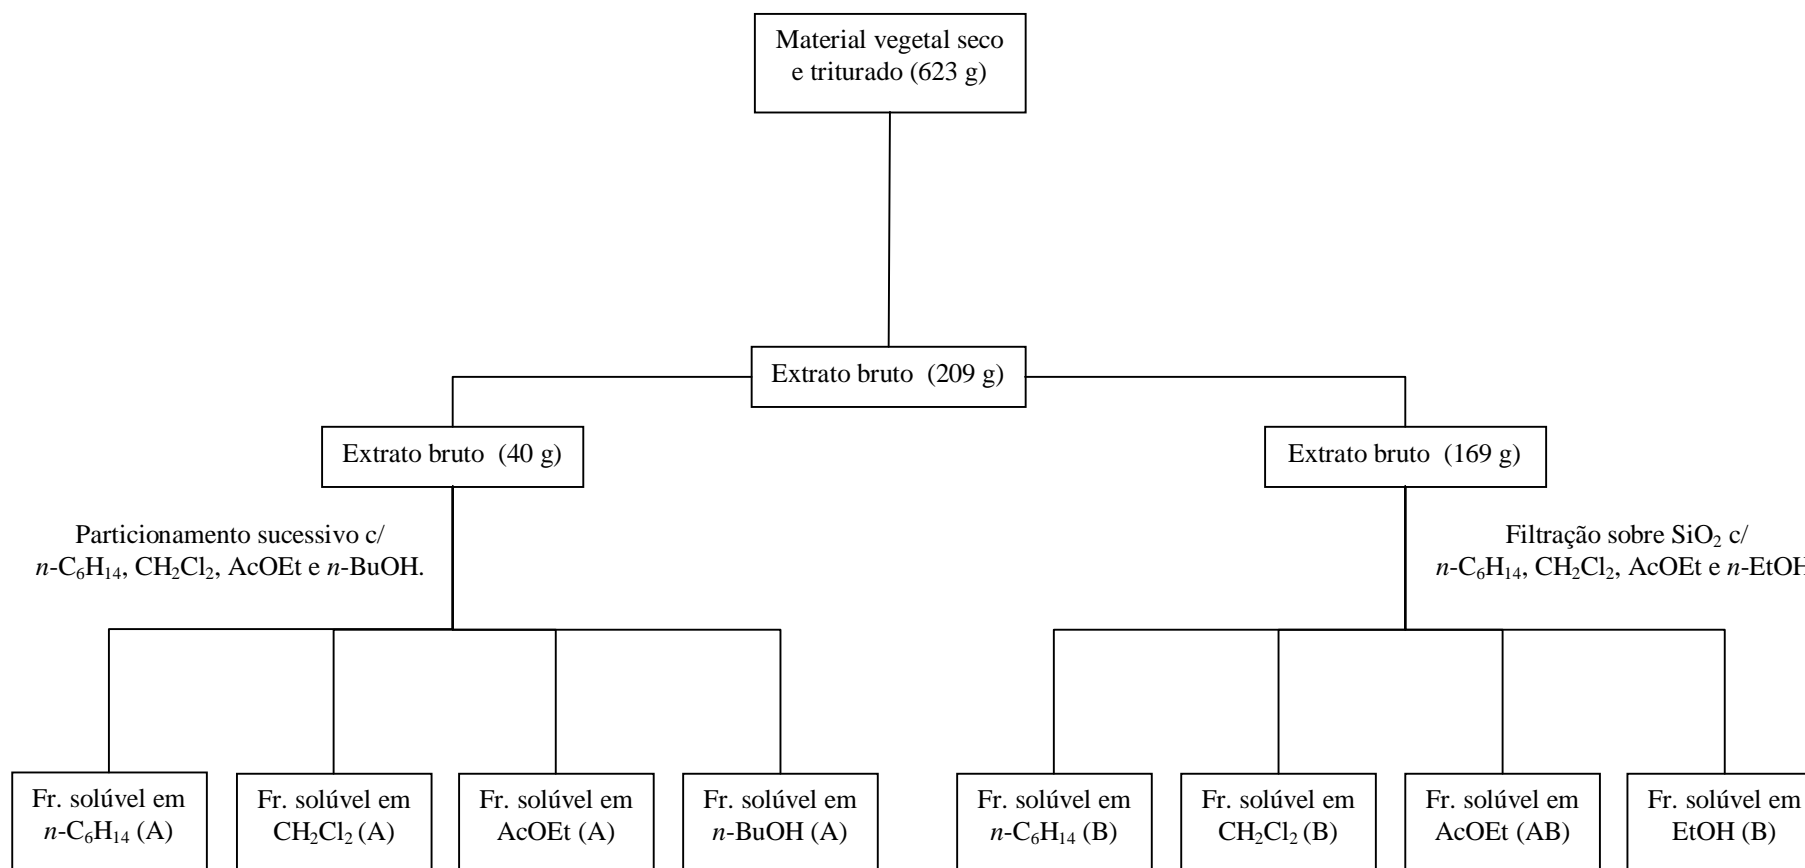 Material vegetal seco
e triturado (623 g)
Extrato bruto (209 g)
Extrato bruto (40 g)
Extrato bruto (169 g)
Particionamento sucessivo c/
n-C₆H₁₄, CH₂Cl₂, AcOEt e n-BuOH.
Filtração sobre SiO₂ c/
n-C₆H₁₄, CH₂Cl₂, AcOEt e n-EtOH
Fr. solúvel em
n-C₆H₁₄ (A)
Fr. solúvel em
CH₂Cl₂ (A)
Fr. solúvel em
AcOEt (A)
Fr. solúvel em
n-BuOH (A)
Fr. solúvel em
n-C₆H₁₄ (B)
Fr. solúvel em
CH₂Cl₂ (B)
Fr. solúvel em
AcOEt (AB)
Fr. solúvel em
EtOH (B)